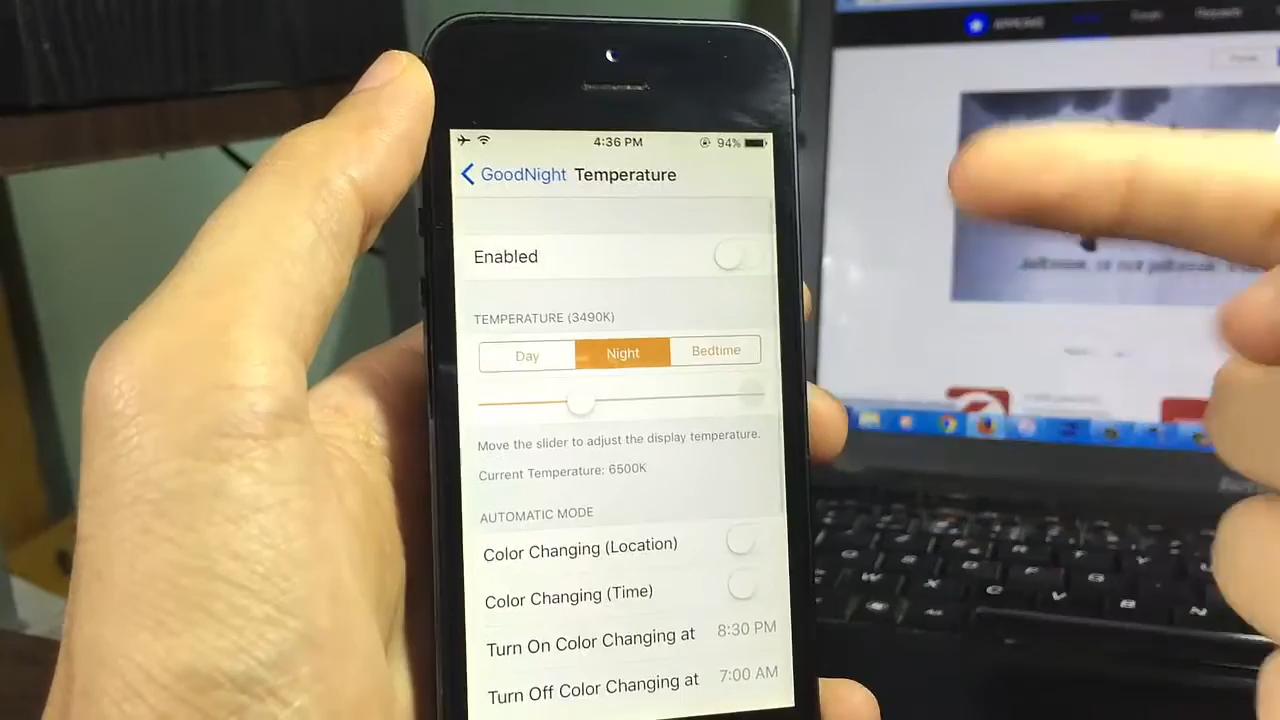 4:36 PM
94%
GoodNight Temperature
Enabled
TEMPERATURE (3490K)
Day Night Bedtime
Move the slider to adjust the display temperature.
Current Temperature: 6500K
AUTOMATIC MODE
Color Changing (Location)
Color Changing (Time)
Turn On Color Changing at 8:30 PM
Turn Off Color Changing at 7:00 AM